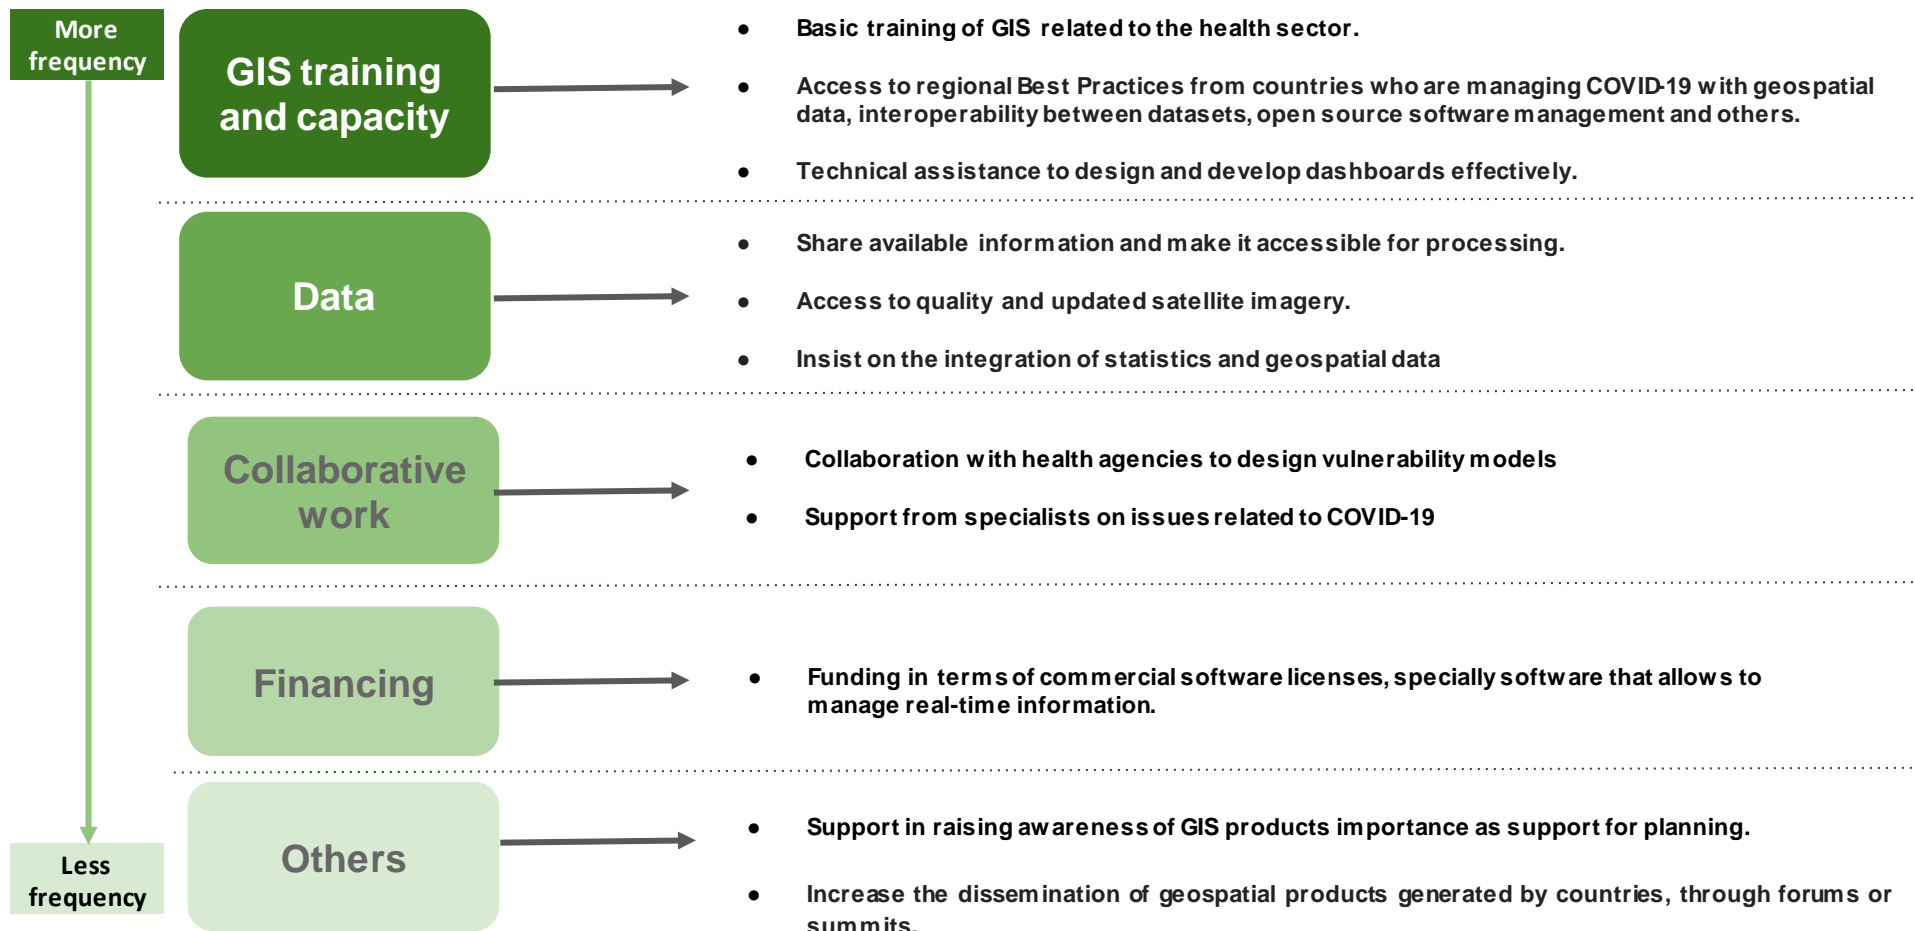 More
frequency
GIS training
and capacity
● Basic training of GIS related to the health sector.
● Access to regional Best Practices from countries who are managing COVID-19 with geospatial
data, interoperability between datasets, open source software management and others.
● Technical assistance to design and develop dashboards effectively.
Data
● Share available information and make it accessible for processing.
● Access to quality and updated satellite imagery.
● Insist on the integration of statistics and geospatial data
Collaborative
work
● Collaboration with health agencies to design vulnerability models
● Support from specialists on issues related to COVID-19
Financing
● Funding in terms of commercial software licenses, specially software that allows to
manage real-time information.
Others
● Support in raising awareness of GIS products importance as support for planning.
● Increase the dissemination of geospatial products generated by countries, through forums or
summits.
Less
frequency